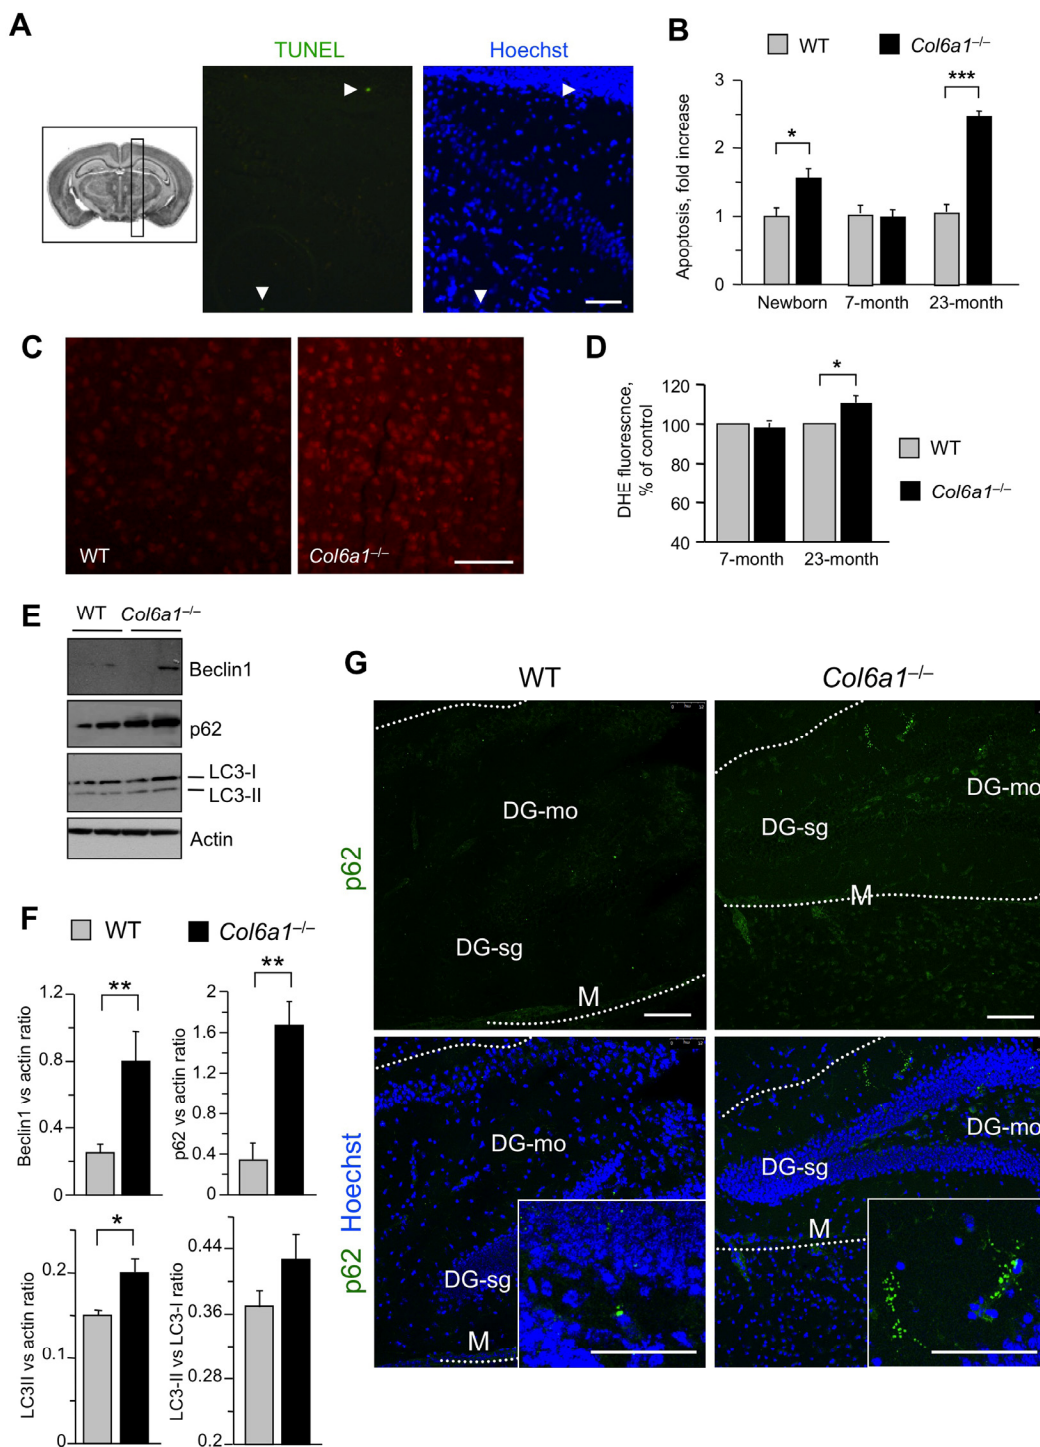 A
TUNEL
Hoechst
B
WT
Col6a1–/–
Apoptosis, fold increase
3
2
1
0
*
***
Newborn
7-month
23-month
C
WT
Col6a1–/–
D
DHE fluorescnce,
% of control
120
100
80
60
40
*
7-month
23-month
WT
Col6a1–/–
E
WT
Col6a1–/–
Beclin1
p62
LC3-I
LC3-II
Actin
F
WT
Col6a1–/–
Beclin1 vs actin ratio
1.2
0.8
0.4
0
**
p62 vs actin ratio
2
1.6
1.2
0.8
0.4
0
**
LC3II vs actin ratio
0.2
0.1
0
*
LC3-II vs LC3-I ratio
0.44
0.36
0.28
0.2
G
WT
Col6a1–/–
p62
DG-mo
DG-sg
M
DG-mo
DG-sg
M
p62 Hoechst
DG-mo
DG-sg
M
DG-mo
DG-sg
M